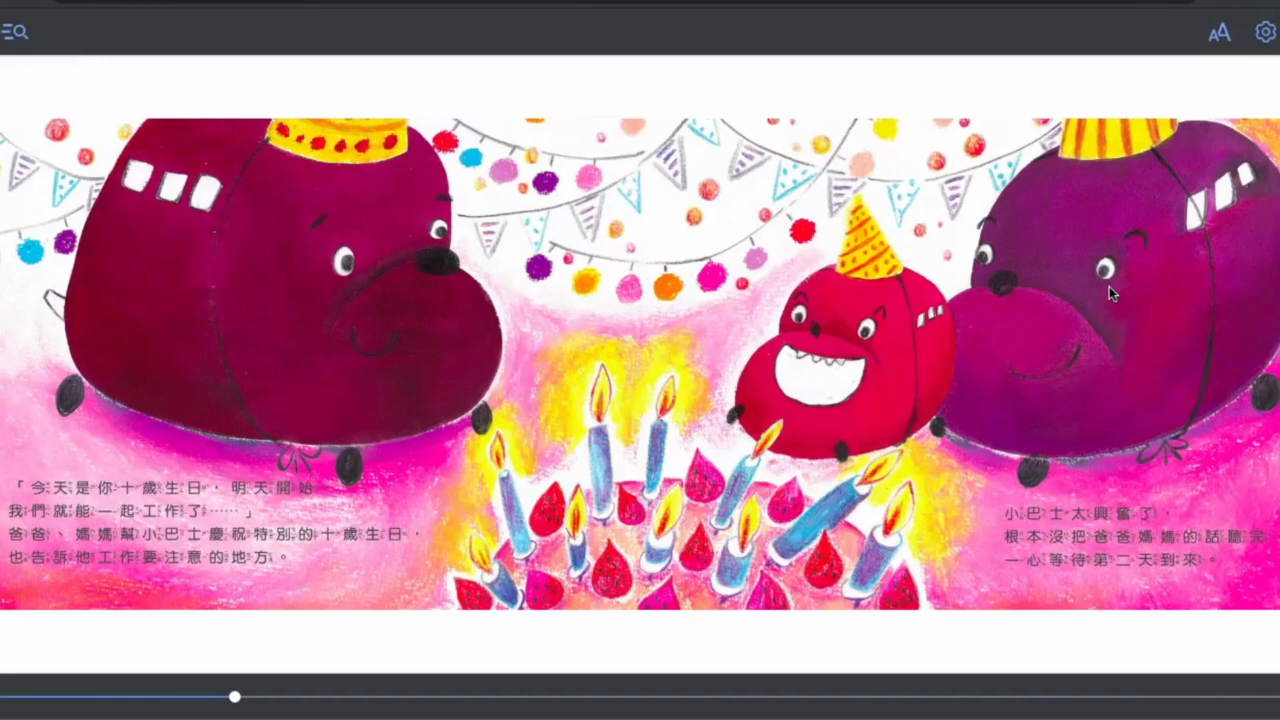 「今天是你十歲生日，明天開始
我們就能一起工作了……」
爸爸、媽媽幫小巴士慶祝特別的十歲生日，
也告訴他工作要注意的地方。
小巴士太興奮了，
根本沒把爸爸媽媽的話聽完，
一心等待第二天到來。